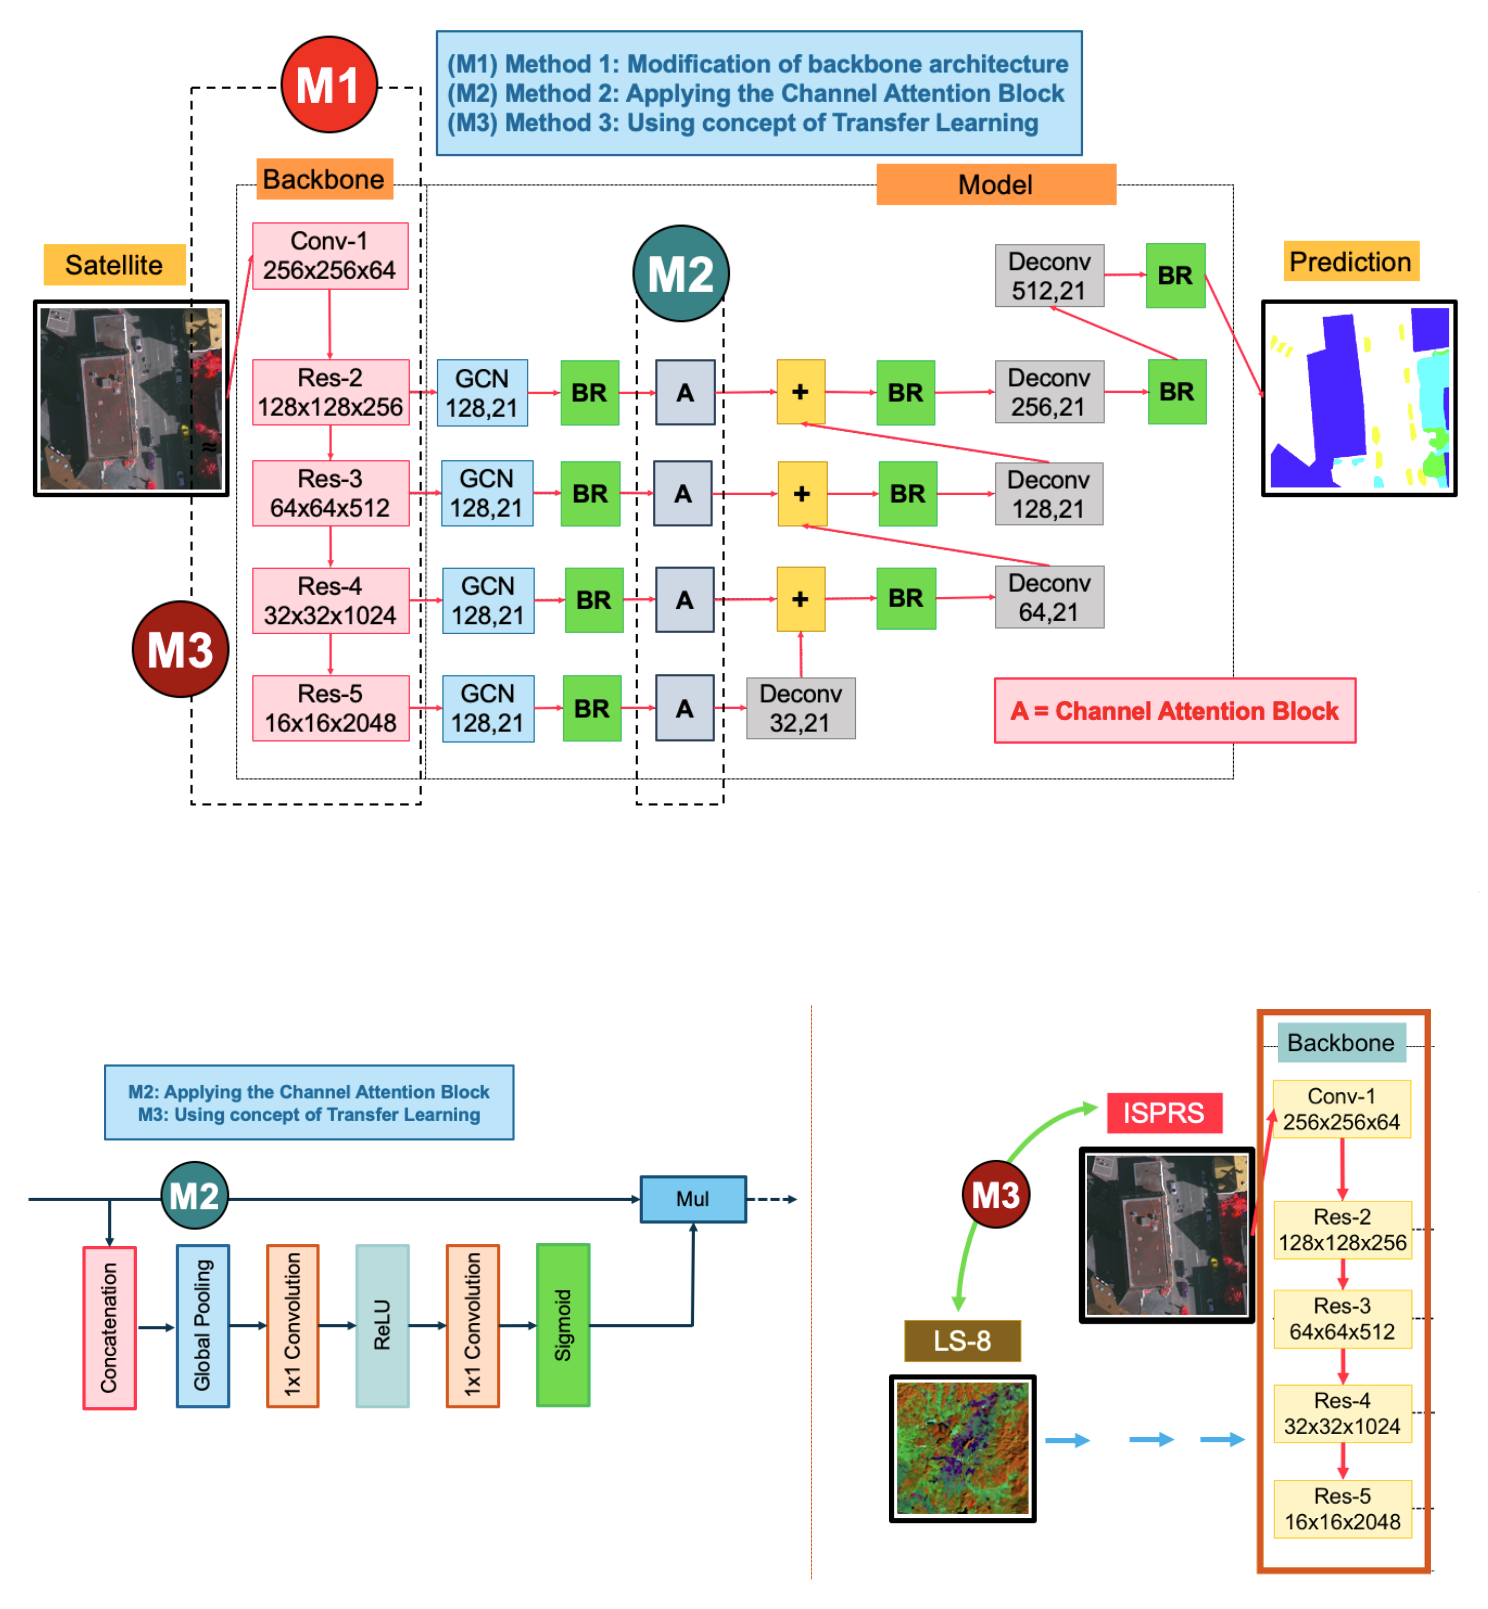 M1
(M1) Method 1: Modification of backbone architecture
(M2) Method 2: Applying the Channel Attention Block
(M3) Method 3: Using concept of Transfer Learning
Backbone
Model
Satellite
Prediction
M2
M3
Conv-1
256x256x64
Deconv
512,21
BR
Res-2
128x128x256
GCN
128,21
BR
A
+
BR
Deconv
256,21
BR
Res-3
64x64x512
GCN
128,21
BR
A
+
BR
Deconv
128,21
Res-4
32x32x1024
GCN
128,21
BR
A
+
BR
Deconv
64,21
Res-5
16x16x2048
GCN
128,21
BR
A
Deconv
32,21
A = Channel Attention Block
M2: Applying the Channel Attention Block
M3: Using concept of Transfer Learning
M2
Mul
Concatenation
Global Pooling
1x1 Convolution
ReLU
1x1 Convolution
Sigmoid
M3
ISPRS
LS-8
Backbone
Conv-1
256x256x64
Res-2
128x128x256
Res-3
64x64x512
Res-4
32x32x1024
Res-5
16x16x2048